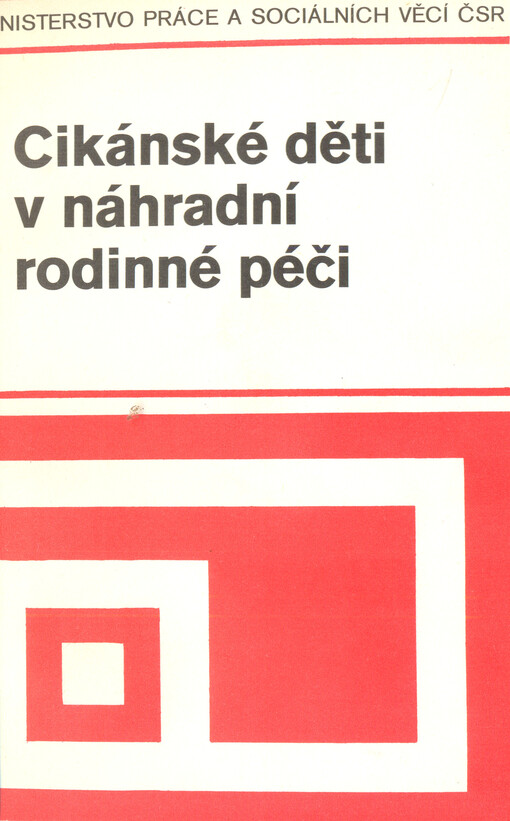 NISTERSTVO PRÁCE A SOCIÁLNÍCH VĚCÍ ČSR
Cikánské děti
v náhradní
rodinné péči